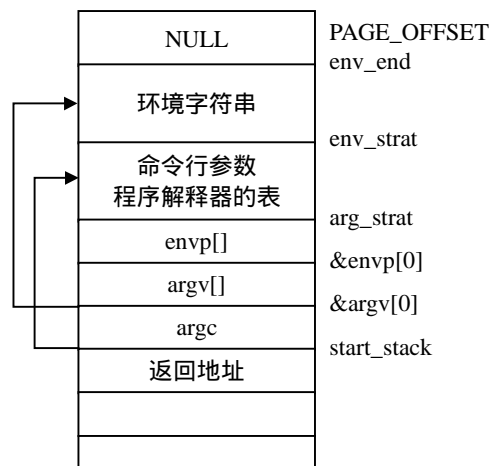 NULL
PAGE_OFFSET
env_end
环境字符串
env_strat
命令行参数
程序解释器的表
arg_strat
envp[]
&envp[0]
argv[]
&argv[0]
argc
start_stack
返回地址